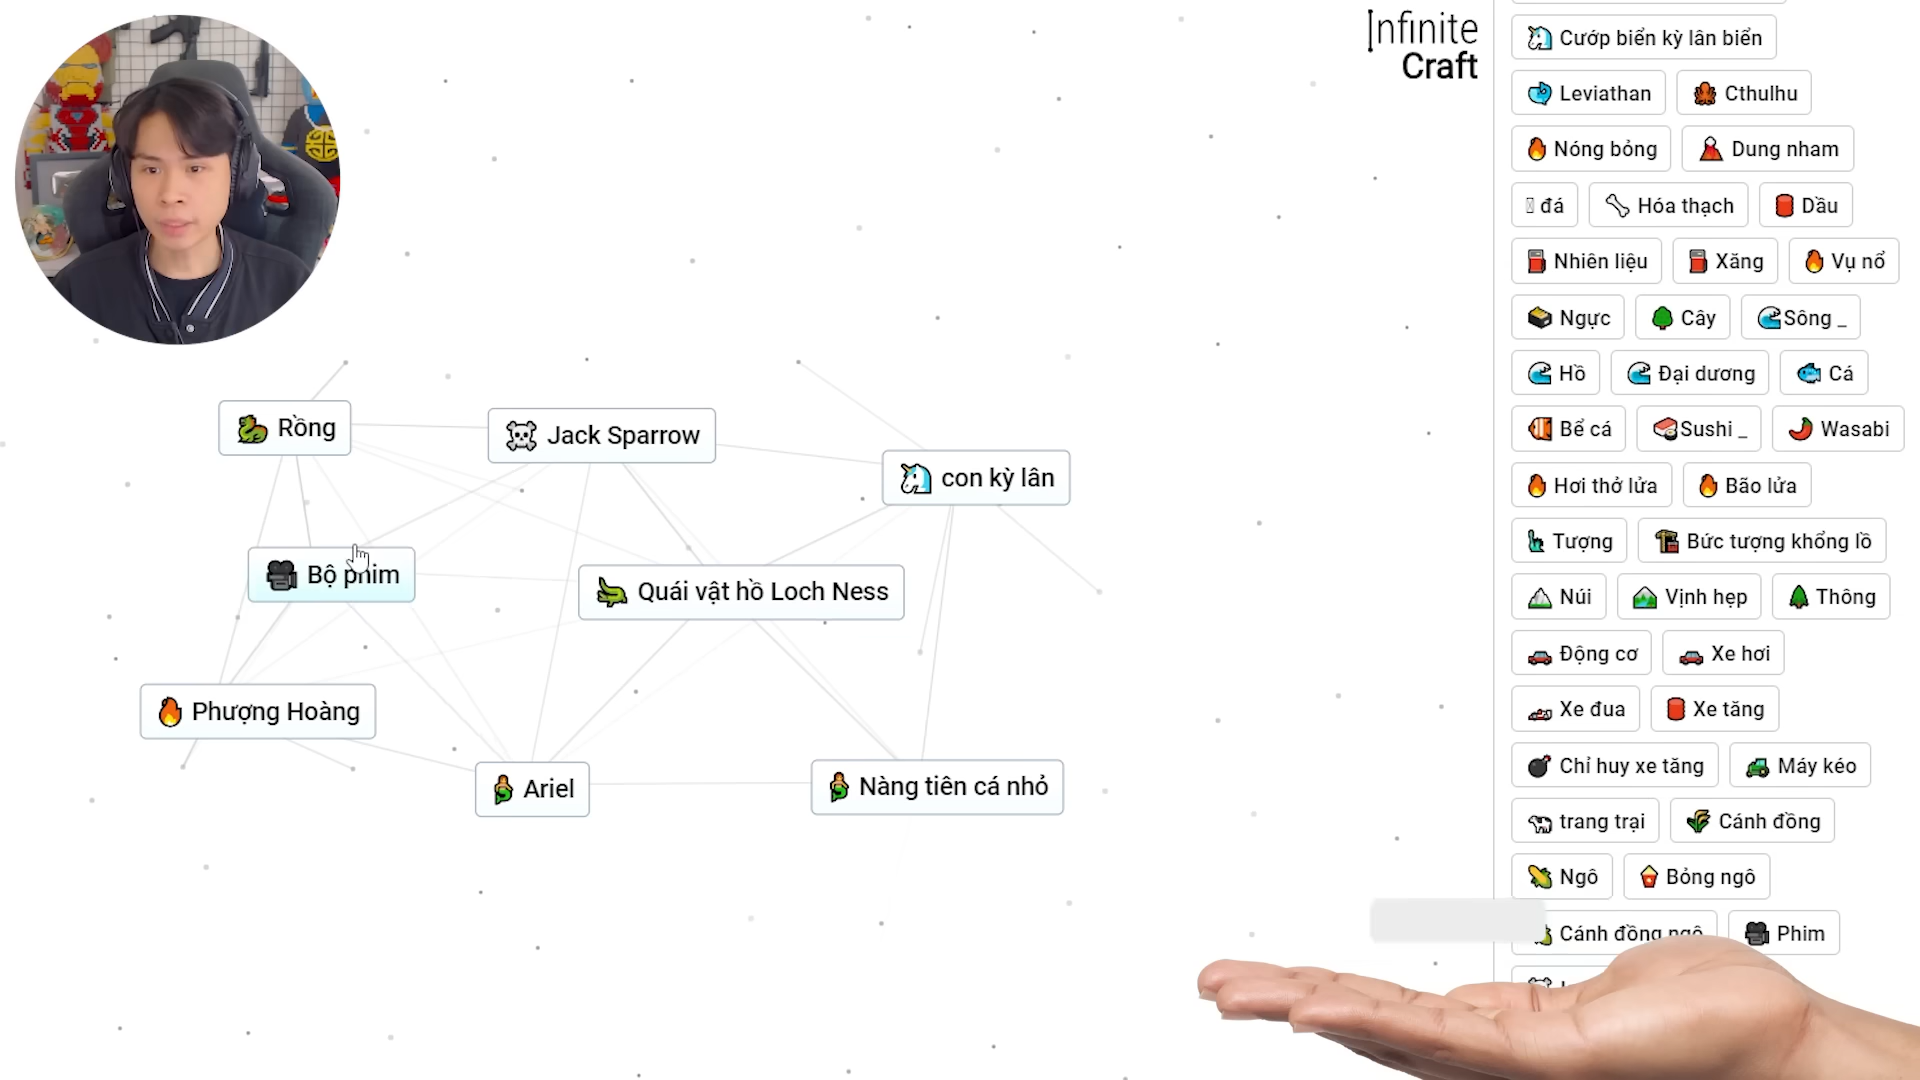 Infinite
Craft
Rồng
Jack Sparrow
con kỳ lân
Bộ phim
Quái vật hồ Loch Ness
Phượng Hoàng
Ariel
Nàng tiên cá nhỏ
Cướp biển kỳ lân biển
Leviathan
Cthulhu
Nóng bỏng
Dung nham
đá
Hóa thạch
Dầu
Nhiên liệu
Xăng
Vụ nổ
Ngực
Cây
Sông _
Hồ
Đại dương
Cá
Bể cá
Sushi _
Wasabi
Hơi thở lửa
Bão lửa
Tượng
Bức tượng khổng lồ
Núi
Vịnh hẹp
Thông
Động cơ
Xe hơi
Xe đua
Xe tăng
Chỉ huy xe tăng
Máy kéo
trang trại
Cánh đồng
Ngô
Bỏng ngô
Cánh đồng ngô
Phim